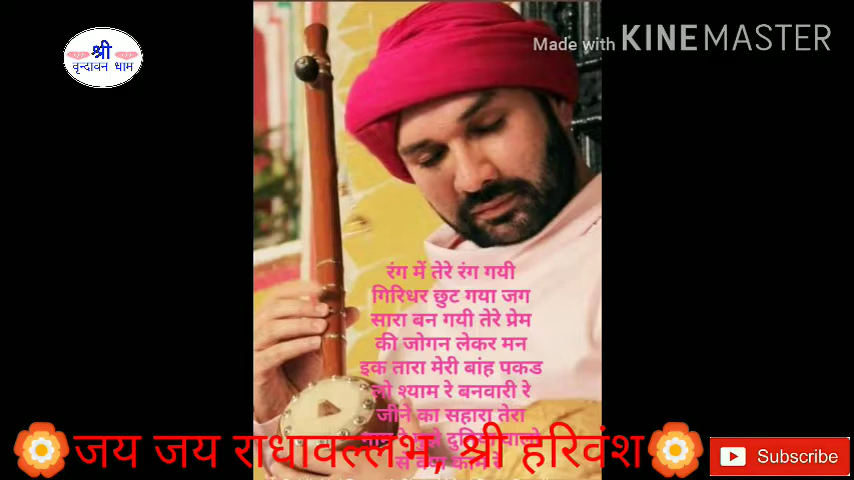 श्री
वृन्दावन धाम
Made with KINEMASTER
रंग में तेरे रंग गयी
गिरिधर छुट गया जग
सारा बन गयी तेरे प्रेम
की जोगन लेकर मन
इक तारा मेरी बांह पकड
लो श्याम रे बनवारी रे
जीने का सहारा तेरा
से क्या काम रे
जय जय राधावल्लभ, श्री हरिवंश
Subscribe